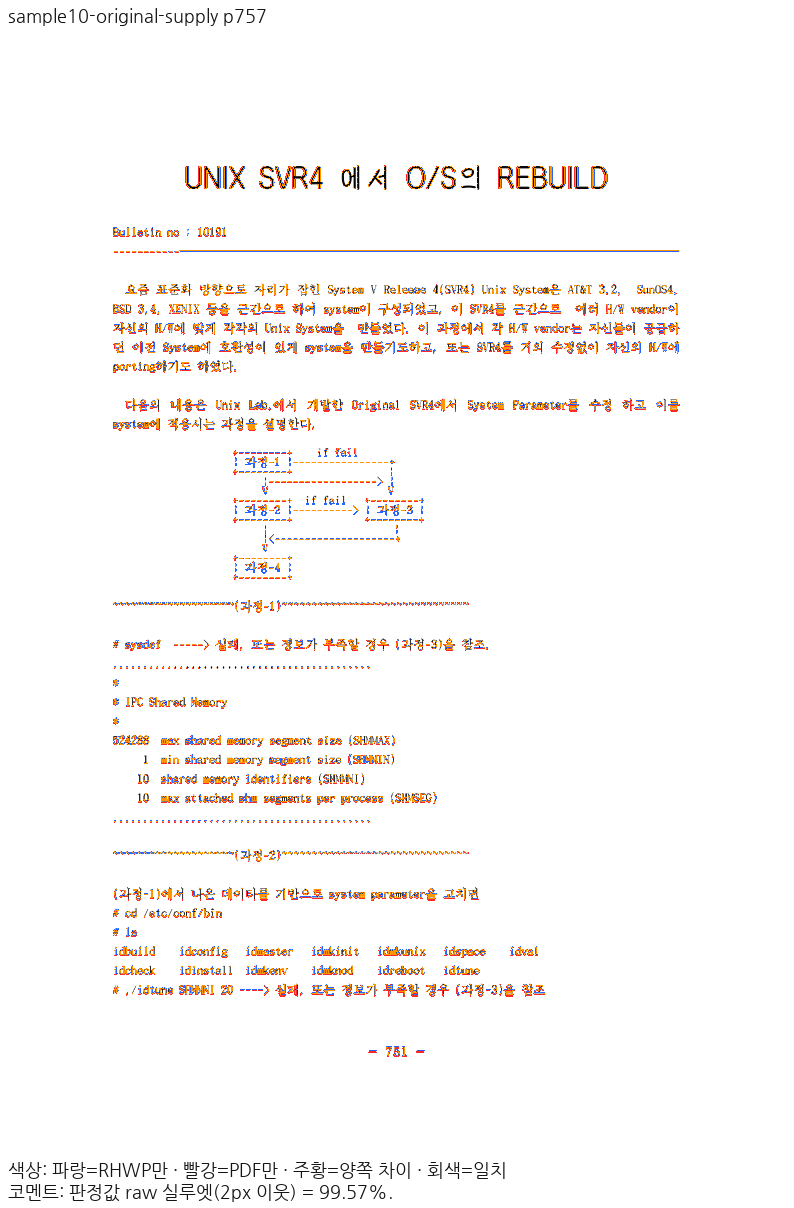 sample10-original-supply p757
UNIX SVR4 에서 O/S의 REBUILD
Bulletin no : 10191
-----------
요즘 표준화 방향으로 자리가 잡힌 System V Release 4(SVR4) Unix System은 AT&T 3.2, SunOS4,
BSD 3.4, XENIX 등을 근간으로 하여 system이 구성되었고, 이 SVR4를 근간으로 여러 H/W vendor이
자신의 H/W에 맞게 각각의 Unix System을 만들었다. 이 과정에서 각 H/W vendor는 자신들이 공급하
던 이전 System에 호환성이 있게 system을 만들기도하고, 또는 SVR4를 거의 수정없이 자신의 H/W에
porting하기도 하였다.
다음의 내용은 Unix Lab.에서 개발한 Original SVR4에서 System Parameter를 수정 하고 이를
system에 적용시는 과정을 설명한다.
if fail
과정-1
if fail
과정-2
과정-3
과정-4
~~~~~~~~~~~~~~~~~~~~(과정-1)~~~~~~~~~~~~~~~~~~~~~~~~~~~~~~~
# sysdef -----> 실패, 또는 정보가 부족할 경우 (과정-3)을 참조.
...........................................
*
* IPC Shared Memory
*
524288 max shared memory segment size (SHMMAX)
1 min shared memory segment size (SHMMIN)
10 shared memory identifiers (SHMMNI)
10 max attached shm segments per process (SHMSEG)
...........................................
~~~~~~~~~~~~~~~~~~~~(과정-2)~~~~~~~~~~~~~~~~~~~~~~~~~~~~~~~
(과정-1)에서 나온 데이타를 기반으로 system parameter을 고치면
# cd /etc/conf/bin
# ls
idbuild idconfig idmaster idmkinit idmkunix idspace idval
idcheck idinstall idmkenv idmknod idreboot idtune
# ./idtune SHMMNI 20 ----> 실패, 또는 정보가 부족할 경우 (과정-3)을 참조
- 751 -
색상: 파랑=RHWP만 · 빨강=PDF만 · 주황=양쪽 차이 · 회색=일치
코멘트: 판정값 raw 실루엣(2px 이웃) = 99.57%.